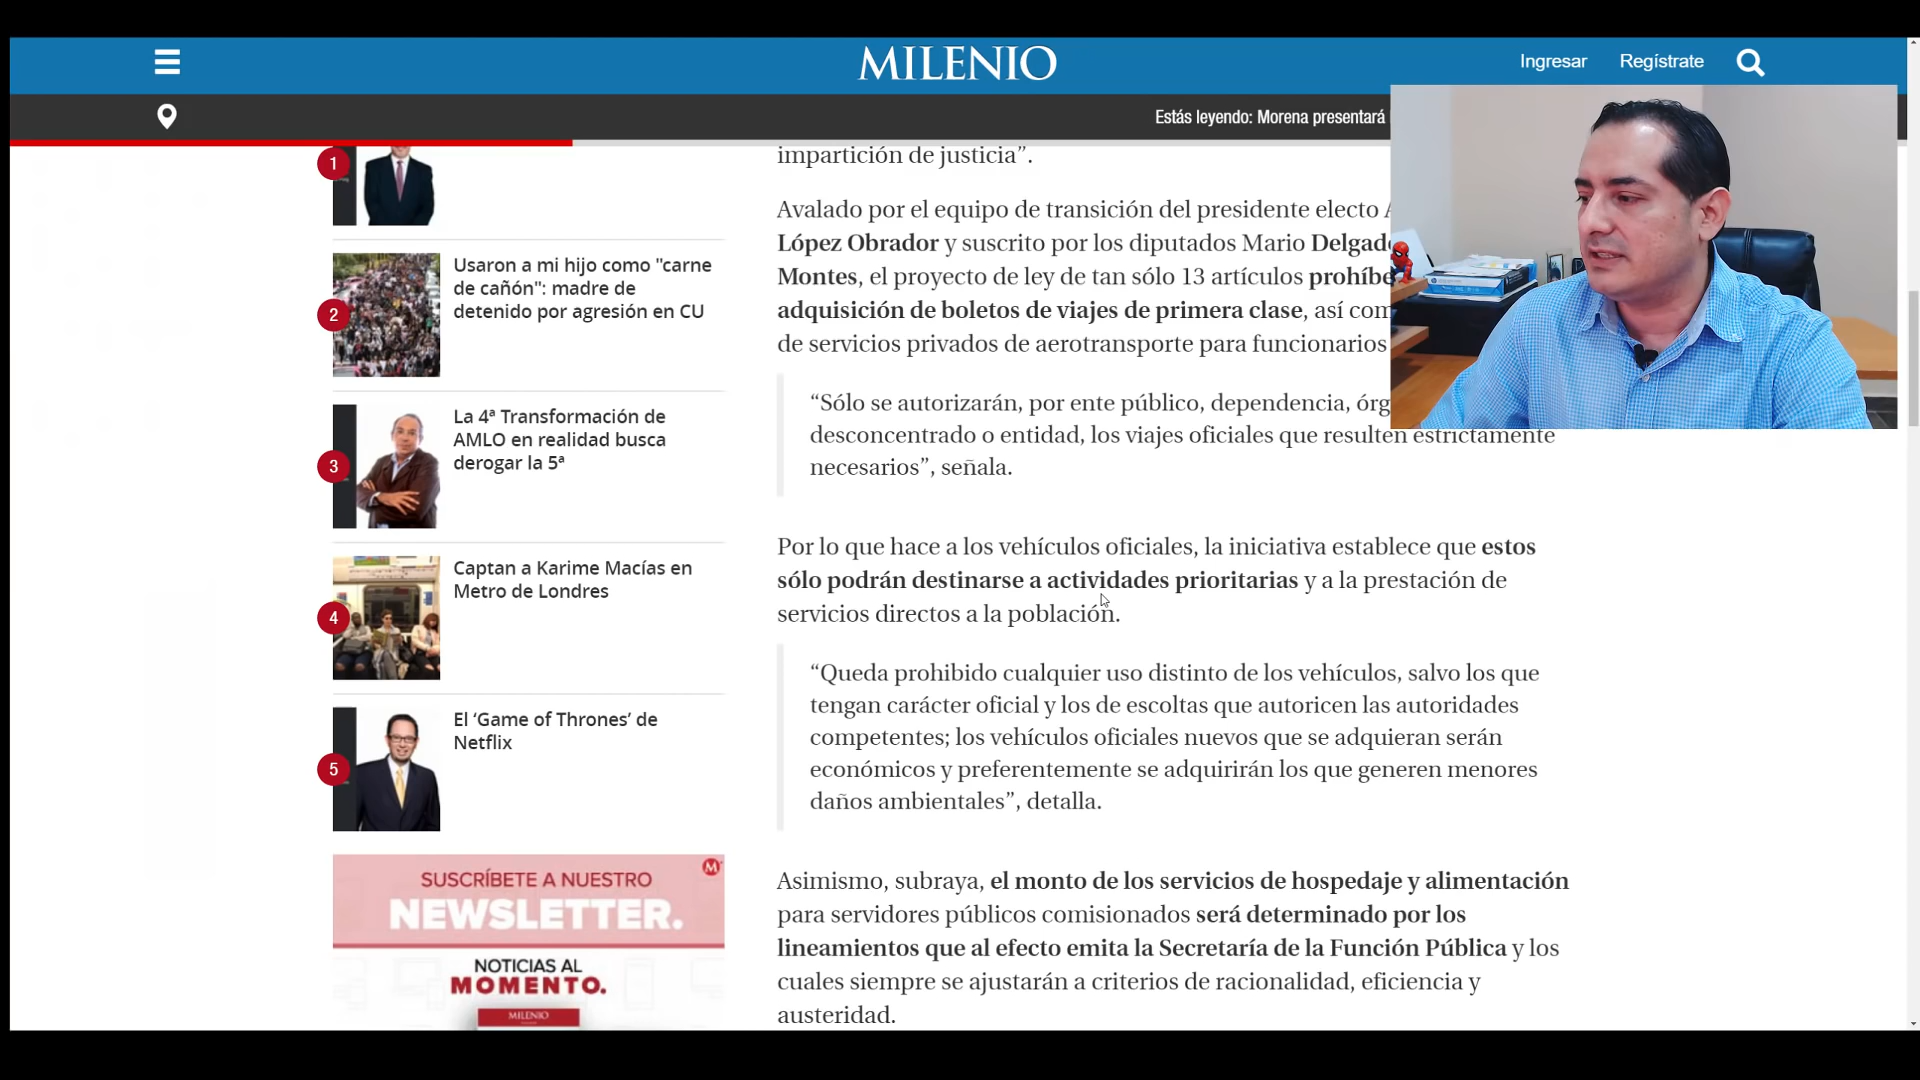 MILENIO
Ingresar
Regístrate
Estás leyendo: Morena presentará
1
2
Usaron a mi hijo como "carne
de cañón": madre de
detenido por agresión en CU
3
La 4ª Transformación de
AMLO en realidad busca
derogar la 5ª
4
Captan a Karime Macías en
Metro de Londres
5
El ‘Game of Thrones’ de
Netflix
SUSCRÍBETE A NUESTRO
NEWSLETTER.
NOTICIAS AL
MOMENTO.
MILENIO
impartición de justicia”.
Avalado por el equipo de transición del presidente electo
López Obrador y suscrito por los diputados Mario
Montes, el proyecto de ley de tan sólo 13 artículos
adquisición de boletos de viajes de primera clase, así
de servicios privados de aerotransporte para funcionarios
“Sólo se autorizarán, por ente público, dependencia,
desconcentrado o entidad, los viajes oficiales que resulten estrictamente
necesarios”, señala.
Por lo que hace a los vehículos oficiales, la iniciativa establece que estos
sólo podrán destinarse a actividades prioritarias y a la prestación de
servicios directos a la población.
“Queda prohibido cualquier uso distinto de los vehículos, salvo los que
tengan carácter oficial y los de escoltas que autoricen las autoridades
competentes; los vehículos oficiales nuevos que se adquieran serán
económicos y preferentemente se adquirirán los que generen menores
daños ambientales”, detalla.
Asimismo, subraya, el monto de los servicios de hospedaje y alimentación
para servidores públicos comisionados será determinado por los
lineamientos que al efecto emita la Secretaría de la Función Pública y los
cuales siempre se ajustarán a criterios de racionalidad, eficiencia y
austeridad.